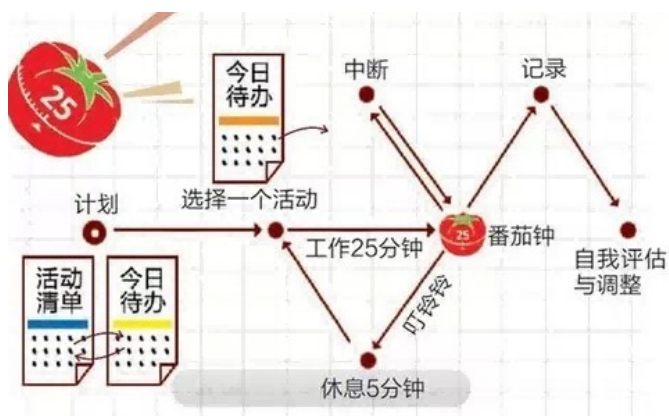 25
今日
待办
中断
记录
计划
选择一个活动
工作25分钟
25
番茄钟
自我评估
与调整
活动
清单
今日
待办
叮铃铃
休息5分钟